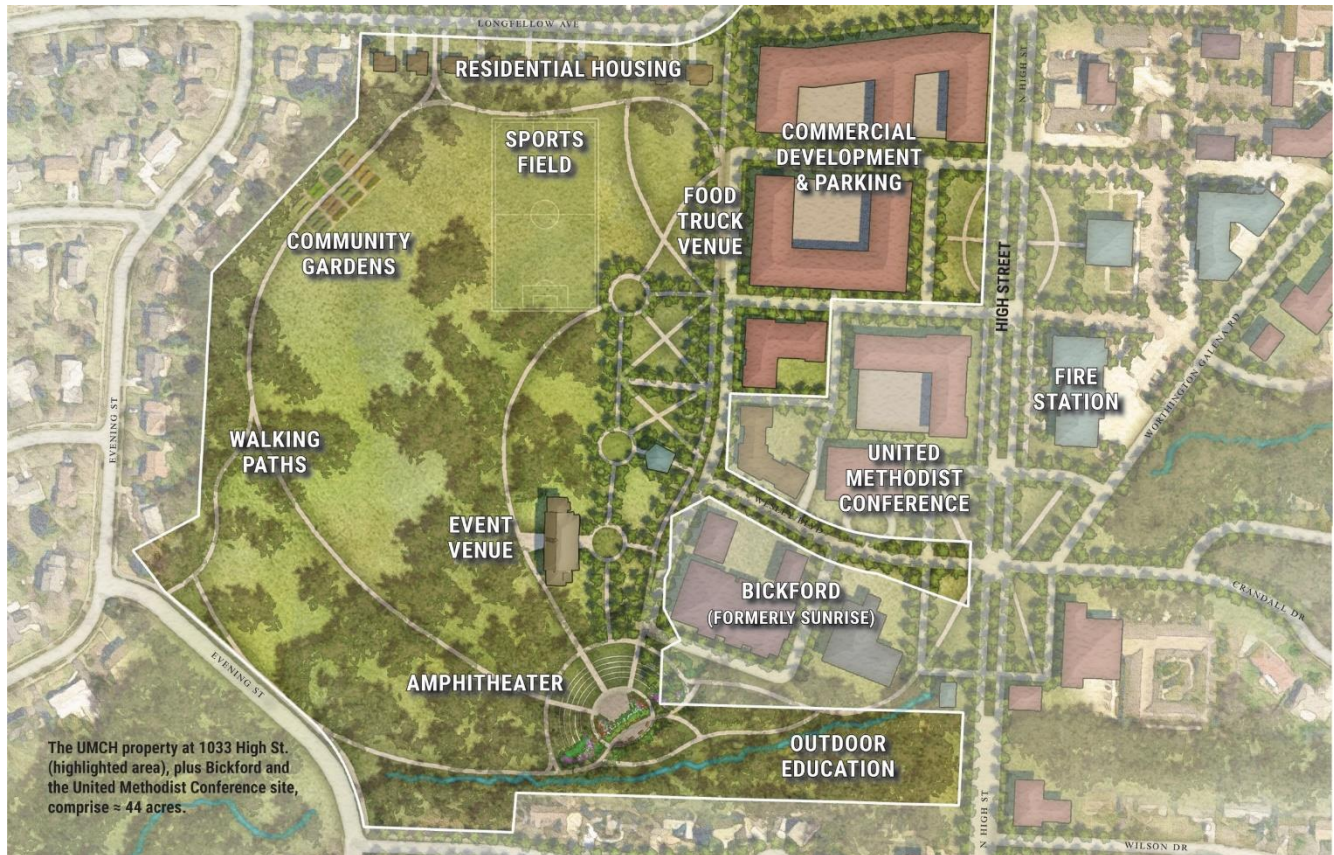 LONGFELLOW AVE
RESIDENTIAL HOUSING
N HIGH ST
SPORTS
FIELD
COMMERCIAL
DEVELOPMENT
& PARKING
FOOD
TRUCK
VENUE
COMMUNITY
GARDENS
HIGH STREET
FIRE
STATION
WORTHINGTON GALENA RD
EVENING ST
WALKING
PATHS
UNITED
METHODIST
CONFERENCE
EVENT
VENUE
BICKFORD
(FORMERLY SUNRISE)
CRANDALL DR
EVENING ST
AMPHITHEATER
OUTDOOR
EDUCATION
The UMCH property at 1033 High St.
(highlighted area), plus Bickford and
the United Methodist Conference site,
comprise ≈ 44 acres.
N HIGH ST
WILSON DR